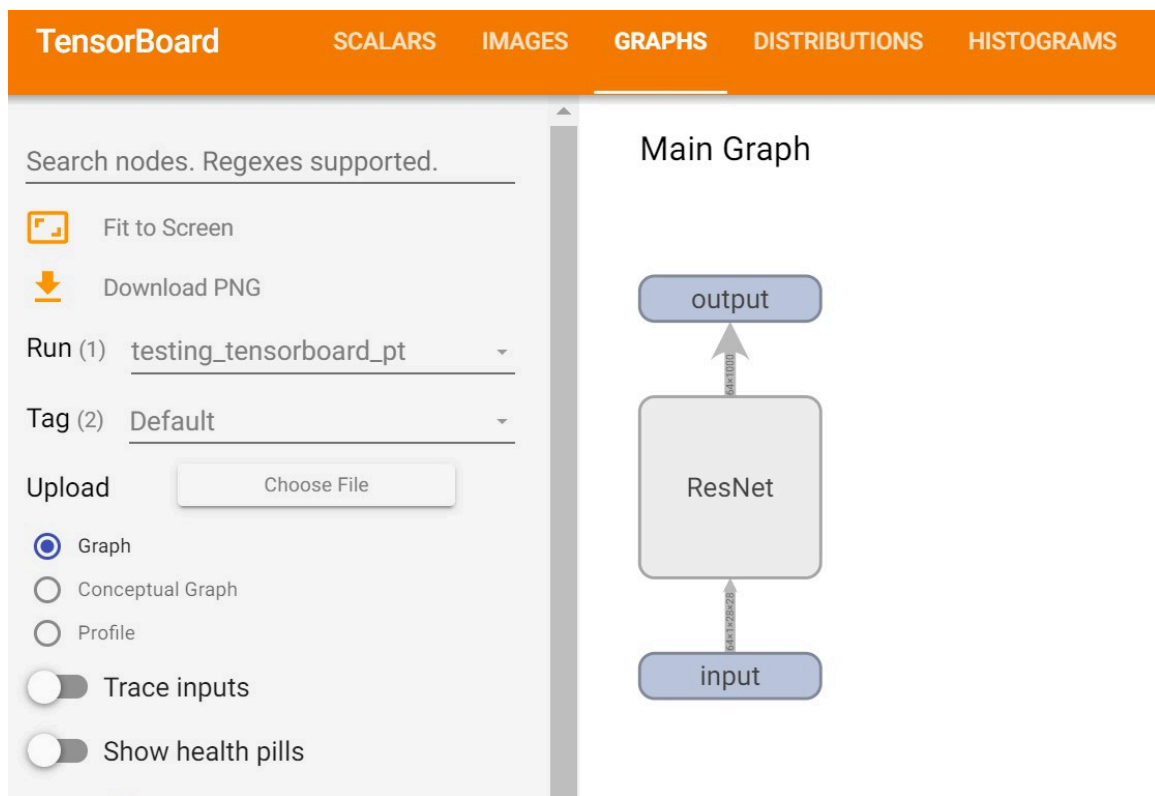 TensorBoard SCALARS IMAGES GRAPHS DISTRIBUTIONS HISTOGRAMS
Search nodes. Regexes supported.
Fit to Screen
Download PNG
Run (1) testing_tensorboard_pt
Tag (2) Default
Upload Choose File
Graph
Conceptual Graph
Profile
Trace inputs
Show health pills
Main Graph
output
64×1000
ResNet
64×1×28×28
input